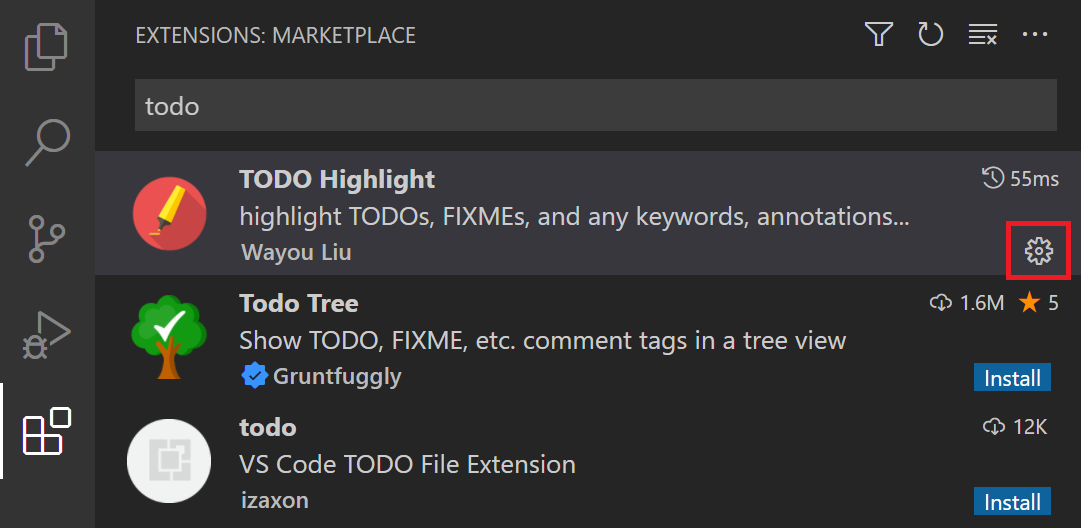 EXTENSIONS: MARKETPLACE
todo
TODO Highlight
55ms
highlight TODOs, FIXMEs, and any keywords, annotations...
Wayou Liu
Todo Tree
1.6M 5
Show TODO, FIXME, etc. comment tags in a tree view
Gruntfuggly
Install
todo
12K
VS Code TODO File Extension
izaxon
Install